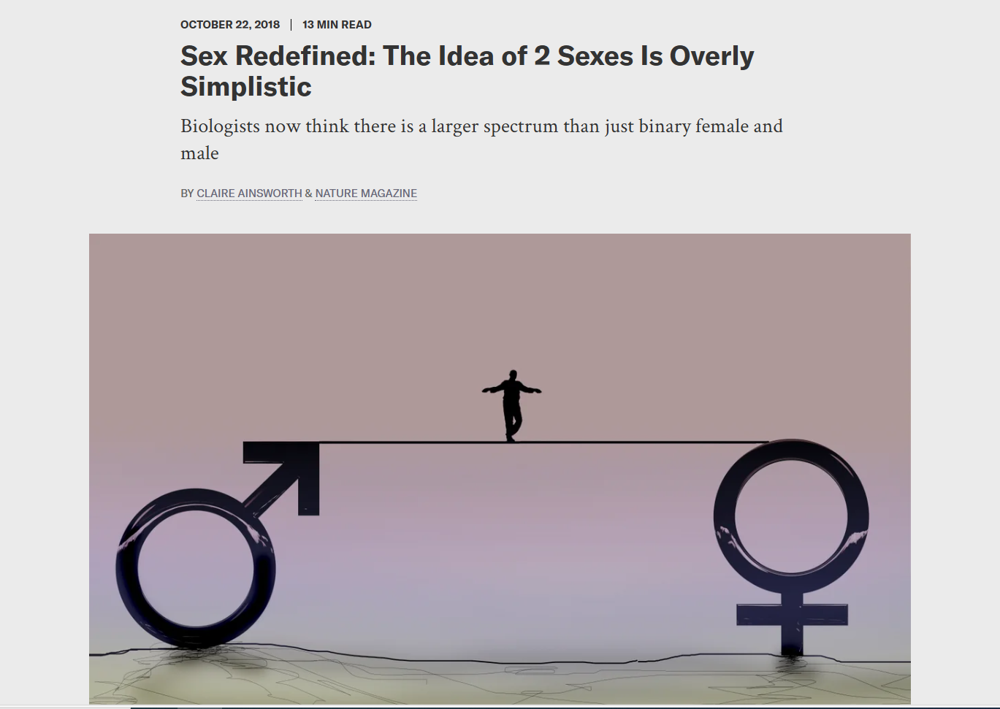 OCTOBER 22, 2018 | 13 MIN READ
Sex Redefined: The Idea of 2 Sexes Is Overly
Simplistic
Biologists now think there is a larger spectrum than just binary female and
male
BY CLAIRE AINSWORTH & NATURE MAGAZINE